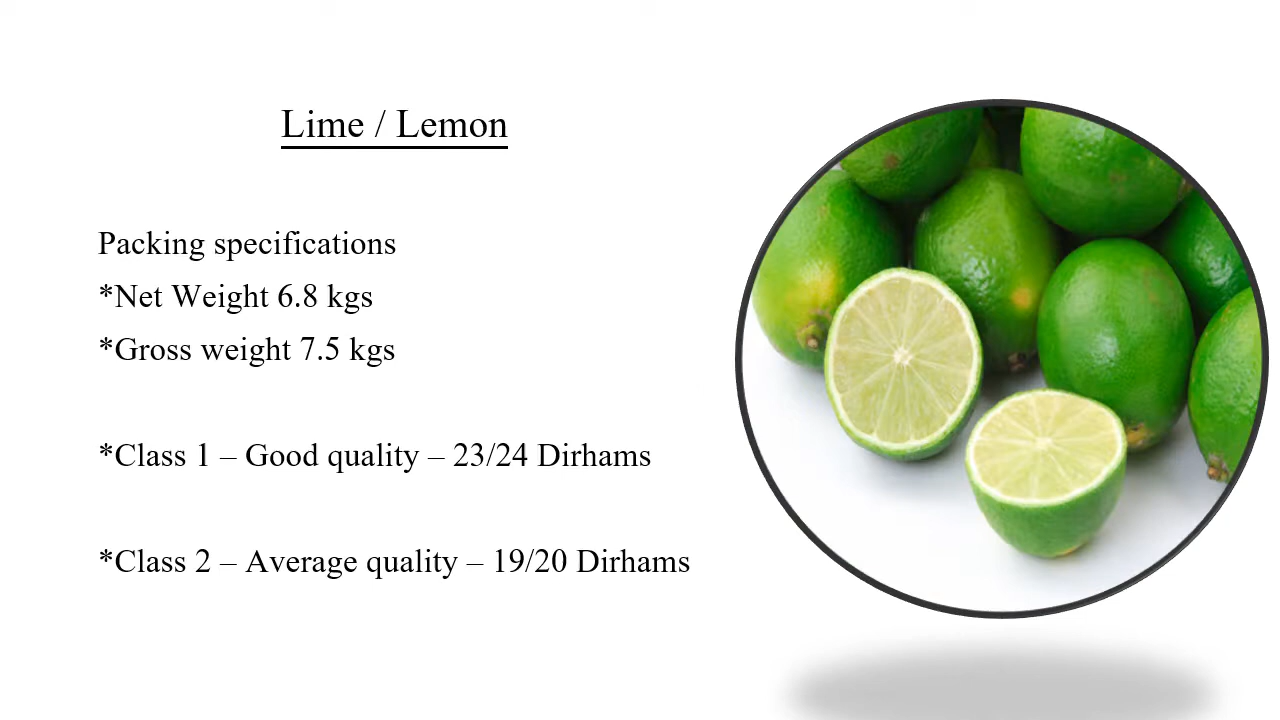 Lime / Lemon
Packing specifications
*Net Weight 6.8 kgs
*Gross weight 7.5 kgs
*Class 1 – Good quality – 23/24 Dirhams
*Class 2 – Average quality – 19/20 Dirhams